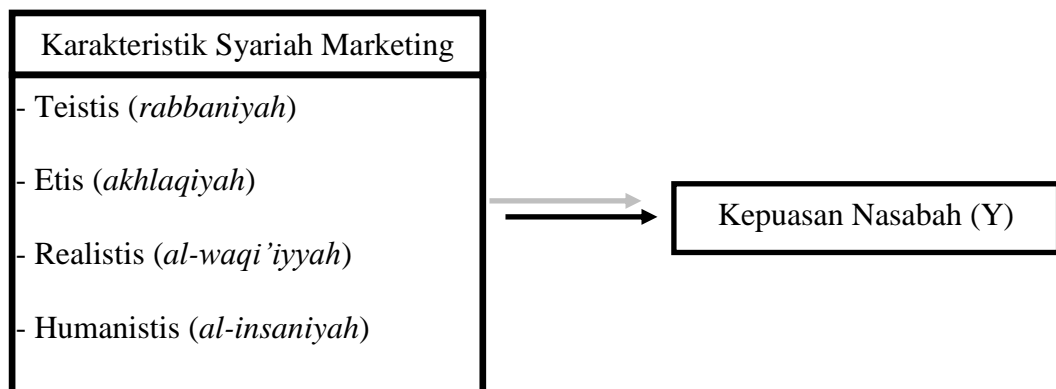 Karakteristik Syariah Marketing
- Teistis (rabbaniyah)
- Etis (akhlaqiyah)
- Realistis (al-waqi’iyyah)
- Humanistis (al-insaniyah)
Kepuasan Nasabah (Y)